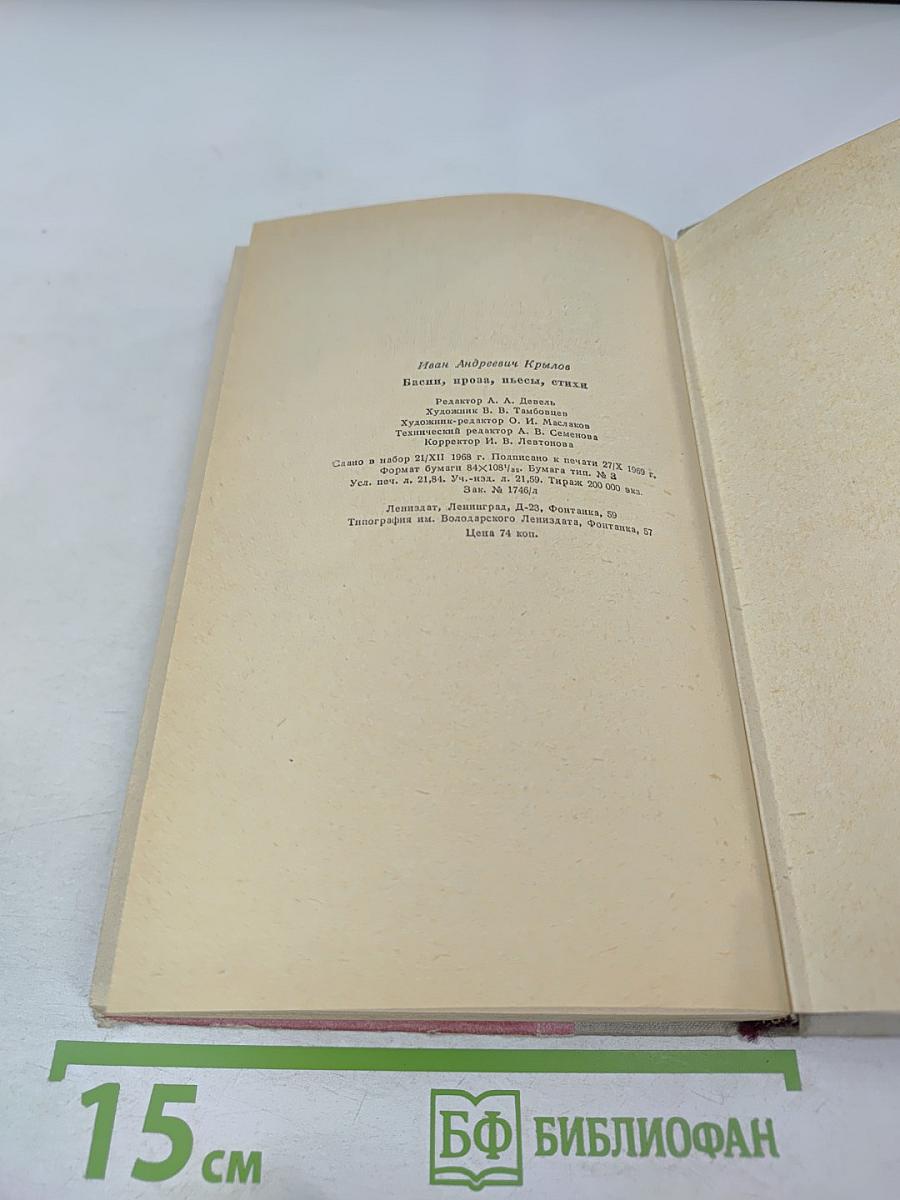 Иван Андреевич Крылов
Басни, проза, пьесы, стихи
Редактор А. А. Девель
Художник В. В. Тамбовцев
Художник-редактор О. И. Маслаков
Технический редактор А. В. Семенова
Корректор И. В. Левтонова
Сдано в набор 21/XII 1968 г. Подписано к печати 27/X 1969 г.
Формат бумаги 84×108¹/₃₂. Бумага тип. № 3
Усл. печ. л. 21,84. Уч.-изд. л. 21,59. Тираж 200 000 экз.
Зак. № 1746/л
Лениздат, Ленинград, Д-23, Фонтанка, 59
Типография им. Володарского Лениздата, Фонтанка, 57
Цена 74 коп.
15 см
БФ БИБЛИОФАН